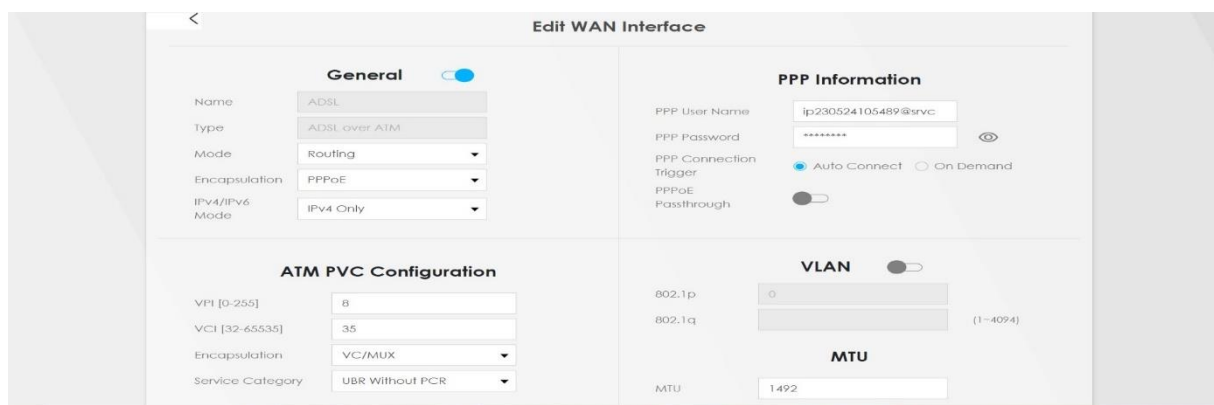 Edit WAN Interface
General
Name ADSL
Type ADSL over ATM
Mode Routing
Encapsulation PPPoE
IPv4/IPv6 Mode IPv4 Only
PPP Information
PPP User Name ip230524105489@srvc
PPP Password ********
PPP Connection Trigger Auto Connect On Demand
PPPoE Passthrough
ATM PVC Configuration
VPI [0-255] 8
VCI [32-65535] 35
Encapsulation VC/MUX
Service Category UBR Without PCR
VLAN
802.1p 0
802.1q (1~4094)
MTU
MTU 1492